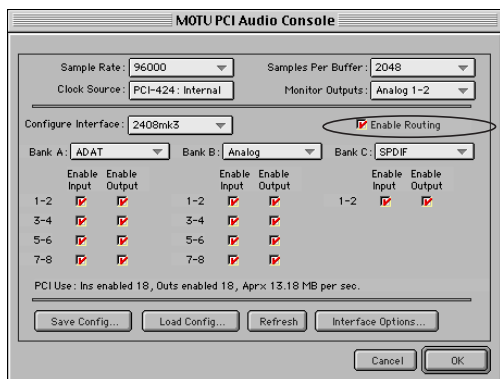 MOTU PCI Audio Console
Sample Rate: 96000 Samples Per Buffer: 2048
Clock Source: PCI-424: Internal Monitor Outputs: Analog 1-2
Configure Interface: 2408mk3 Enable Routing
Bank A: ADAT Bank B: Analog Bank C: SPDIF
Enable Enable Enable Enable Enable Enable
Input Output Input Output Input Output
1-2 1-2 1-2
3-4 3-4
5-6 5-6
7-8 7-8
PCI Use: Ins enabled 18, Outs enabled 18, Aprx 13.18 MB per sec.
Save Config... Load Config... Refresh Interface Options...
Cancel OK